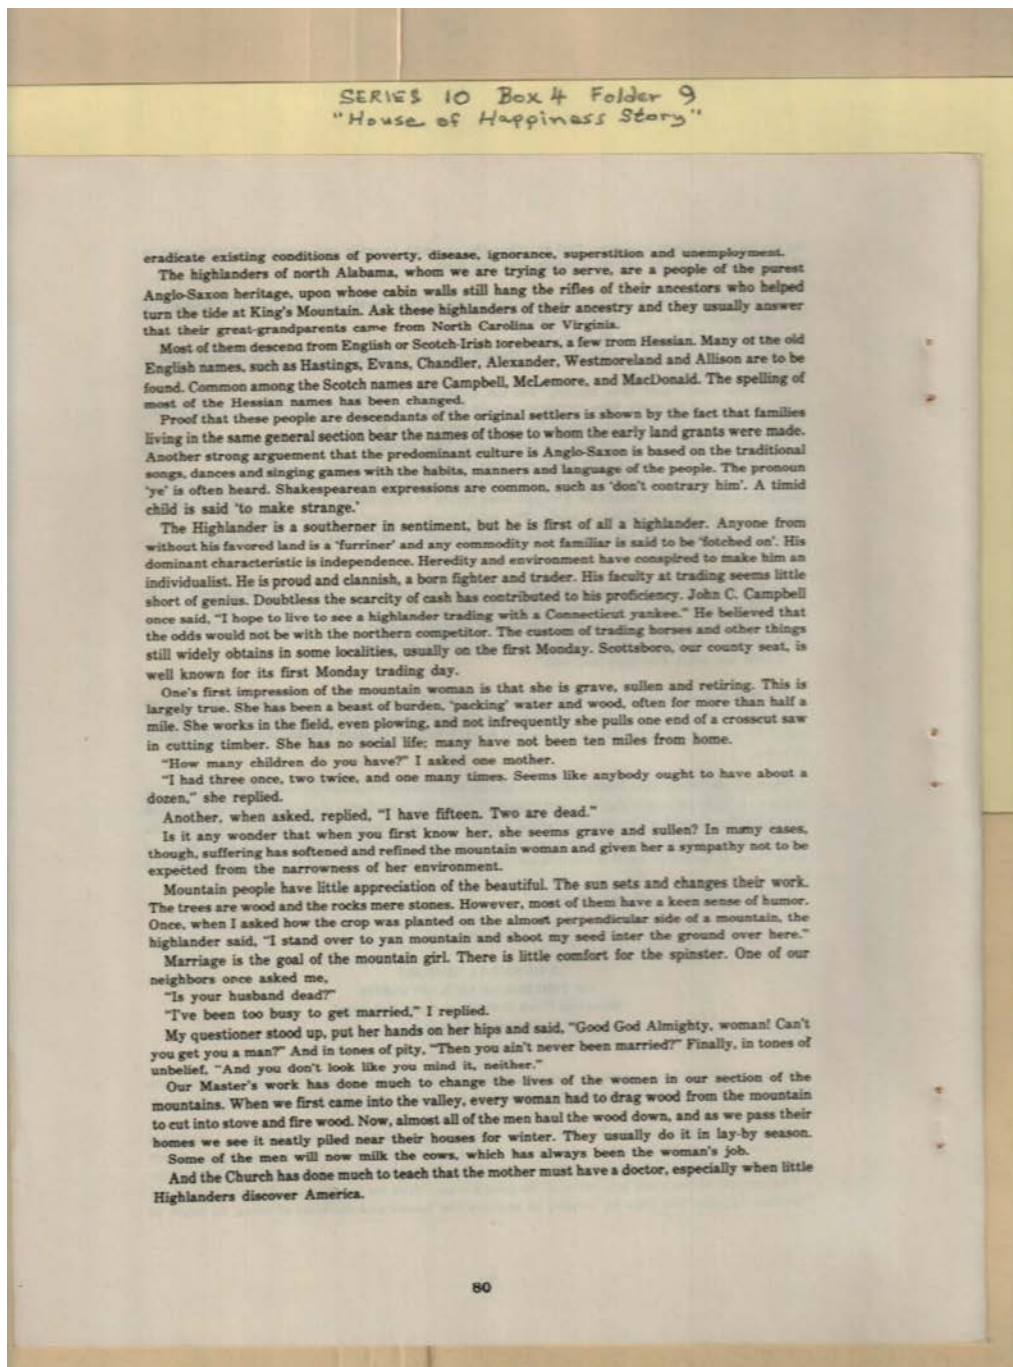 SERIES 10 Box 4 Folder 9
"House of Happiness Story"
eradicate existing conditions of poverty, disease, ignorance, superstition and unemployment.
The highlanders of north Alabama, whom we are trying to serve, are a people of the purest
Anglo-Saxon heritage, upon whose cabin walls still hang the rifles of their ancestors who helped
turn the tide at King's Mountain. Ask these highlanders of their ancestry and they usually answer
that their great-grandparents came from North Carolina or Virginia.
Most of them descend from English or Scotch-Irish forebears, a few from Hessian. Many of the old
English names, such as Hastings, Evans, Chandler, Alexander, Westmoreland and Allison are to be
found. Common among the Scotch names are Campbell, McLemore, and MacDonald. The spelling of
most of the Hessian names has been changed.
Proof that these people are descendants of the original settlers is shown by the fact that families
living in the same general section bear the names of those to whom the early land grants were made.
Another strong arguement that the predominant culture is Anglo-Saxon is based on the traditional
songs, dances and singing games with the habits, manners and language of the people. The pronoun
'ye' is often heard. Shakespearean expressions are common, such as 'don't contrary him'. A timid
child is said 'to make strange.'
The Highlander is a southerner in sentiment, but he is first of all a highlander. Anyone from
without his favored land is a 'furriner' and any commodity not familiar is said to be 'fotched on'. His
dominant characteristic is independence. Heredity and environment have conspired to make him an
individualist. He is proud and clannish, a born fighter and trader. His faculty at trading seems little
short of genius. Doubtless the scarcity of cash has contributed to his proficiency. John C. Campbell
once said, "I hope to live to see a highlander trading with a Connecticut yankee." He believed that
the odds would not be with the northern competitor. The custom of trading horses and other things
still widely obtains in some localities, usually on the first Monday. Scottsboro, our county seat, is
well known for its first Monday trading day.
One's first impression of the mountain woman is that she is grave, sullen and retiring. This is
largely true. She has been a beast of burden, 'packing' water and wood, often for more than half a
mile. She works in the field, even plowing, and not infrequently she pulls one end of a crosscut saw
in cutting timber. She has no social life; many have not been ten miles from home.
"How many children do you have?" I asked one mother.
"I had three once, two twice, and one many times. Seems like anybody ought to have about a
dozen," she replied.
Another, when asked, replied, "I have fifteen. Two are dead."
Is it any wonder that when you first know her, she seems grave and sullen? In many cases,
though, suffering has softened and refined the mountain woman and given her a sympathy not to be
expected from the narrowness of her environment.
Mountain people have little appreciation of the beautiful. The sun sets and changes their work.
The trees are wood and the rocks mere stones. However, most of them have a keen sense of humor.
Once, when I asked how the crop was planted on the almost perpendicular side of a mountain, the
highlander said, "I stand over to yan mountain and shoot my seed inter the ground over here."
Marriage is the goal of the mountain girl. There is little comfort for the spinster. One of our
neighbors once asked me,
"Is your husband dead?"
"I've been too busy to get married," I replied.
My questioner stood up, put her hands on her hips and said, "Good God Almighty, woman! Can't
you get you a man?" And in tones of pity, "Then you ain't never been married?" Finally, in tones of
unbelief, "And you don't look like you mind it, neither."
Our Master's work has done much to change the lives of the women in our section of the
mountains. When we first came into the valley, every woman had to drag wood from the mountain
to cut into stove and fire wood. Now, almost all of the men haul the wood down, and as we pass their
homes we see it neatly piled near their houses for winter. They usually do it in lay-by season.
Some of the men will now milk the cows, which has always been the woman's job.
And the Church has done much to teach that the mother must have a doctor, especially when little
Highlanders discover America.
80